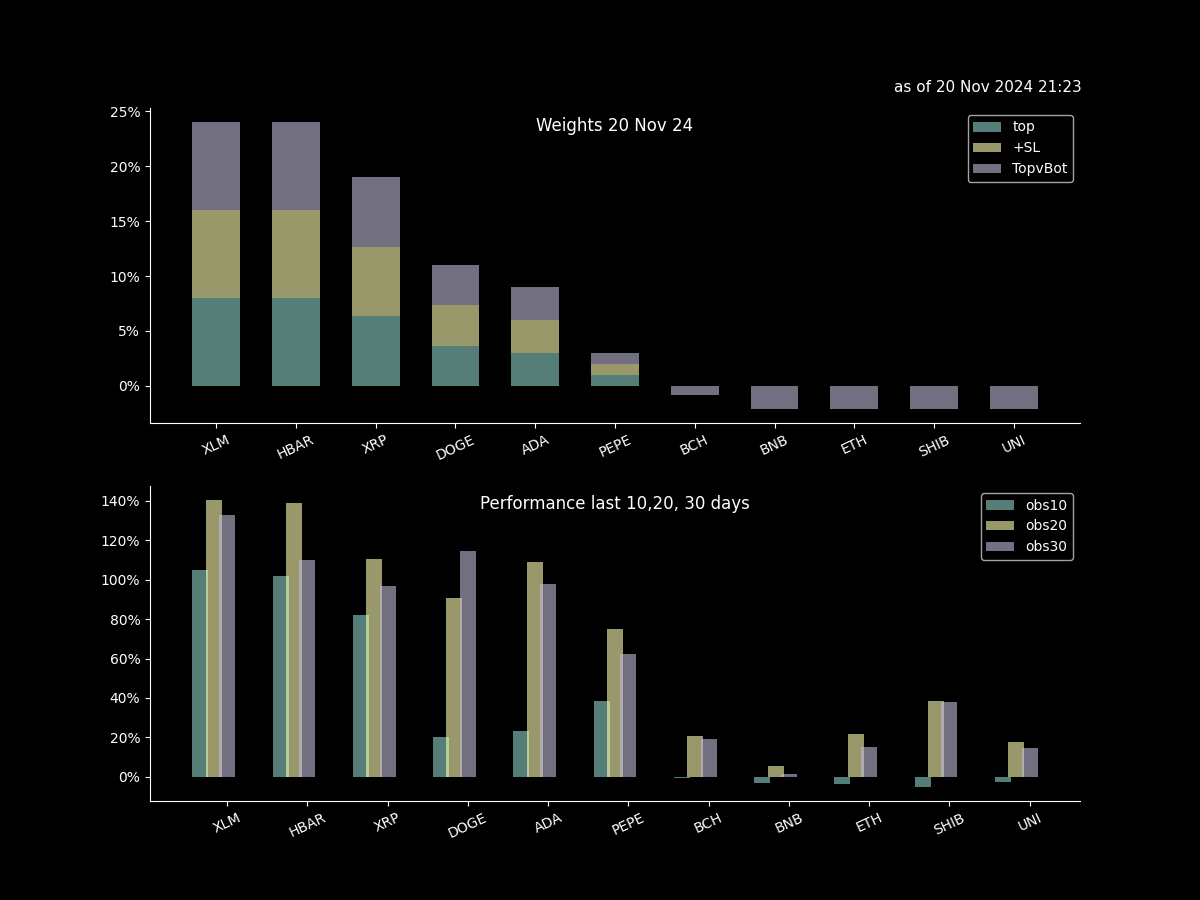 as of 20 Nov 2024 21:23
Weights 20 Nov 24
25%
20%
15%
10%
5%
0%
top
+SL
TopvBot
XLM HBAR XRP DOGE ADA PEPE BCH BNB ETH SHIB UNI
Performance last 10,20, 30 days
140%
120%
100%
80%
60%
40%
20%
0%
obs10
obs20
obs30
XLM HBAR XRP DOGE ADA PEPE BCH BNB ETH SHIB UNI